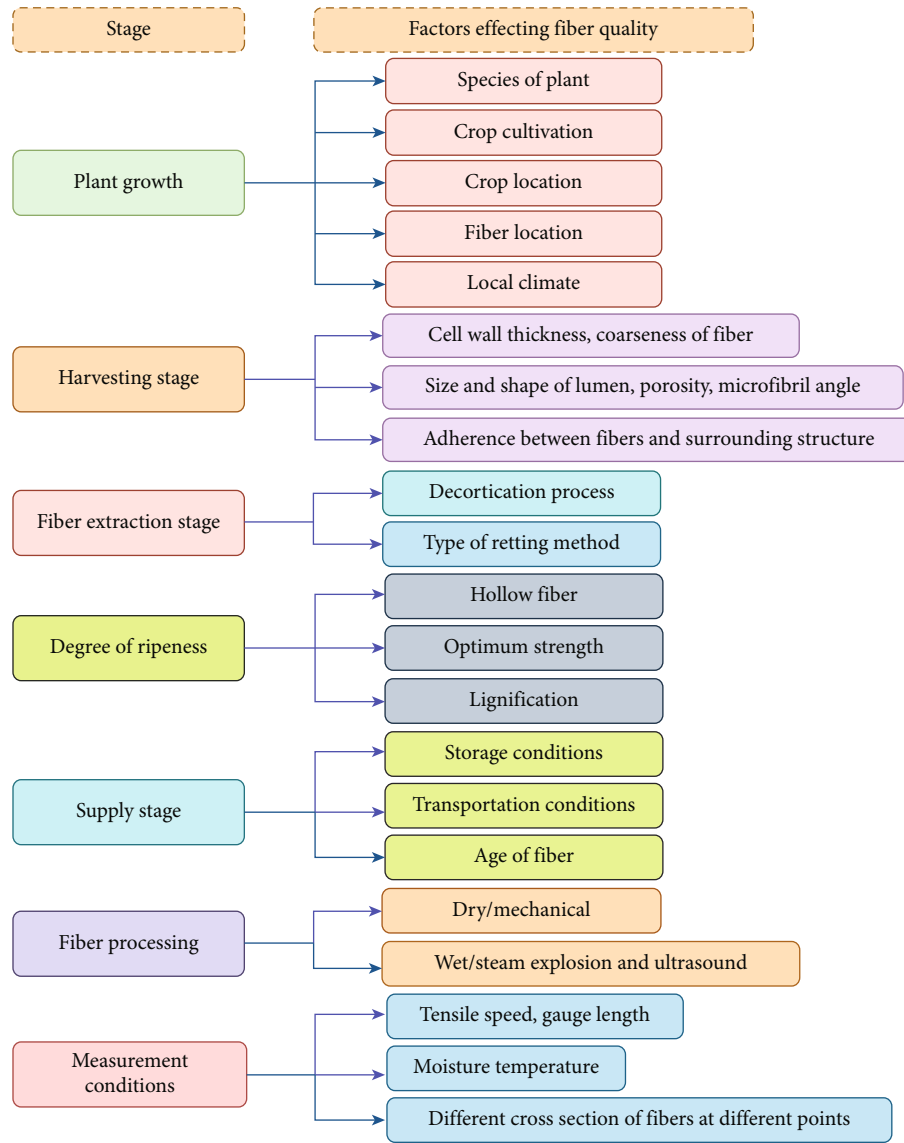 Stage
Factors effecting fiber quality
Plant growth
Species of plant
Crop cultivation
Crop location
Fiber location
Local climate
Harvesting stage
Cell wall thickness, coarseness of fiber
Size and shape of lumen, porosity, microfibril angle
Adherence between fibers and surrounding structure
Fiber extraction stage
Decortication process
Type of retting method
Degree of ripeness
Hollow fiber
Optimum strength
Lignification
Supply stage
Storage conditions
Transportation conditions
Age of fiber
Fiber processing
Dry/mechanical
Wet/steam explosion and ultrasound
Measurement
conditions
Tensile speed, gauge length
Moisture temperature
Different cross section of fibers at different points